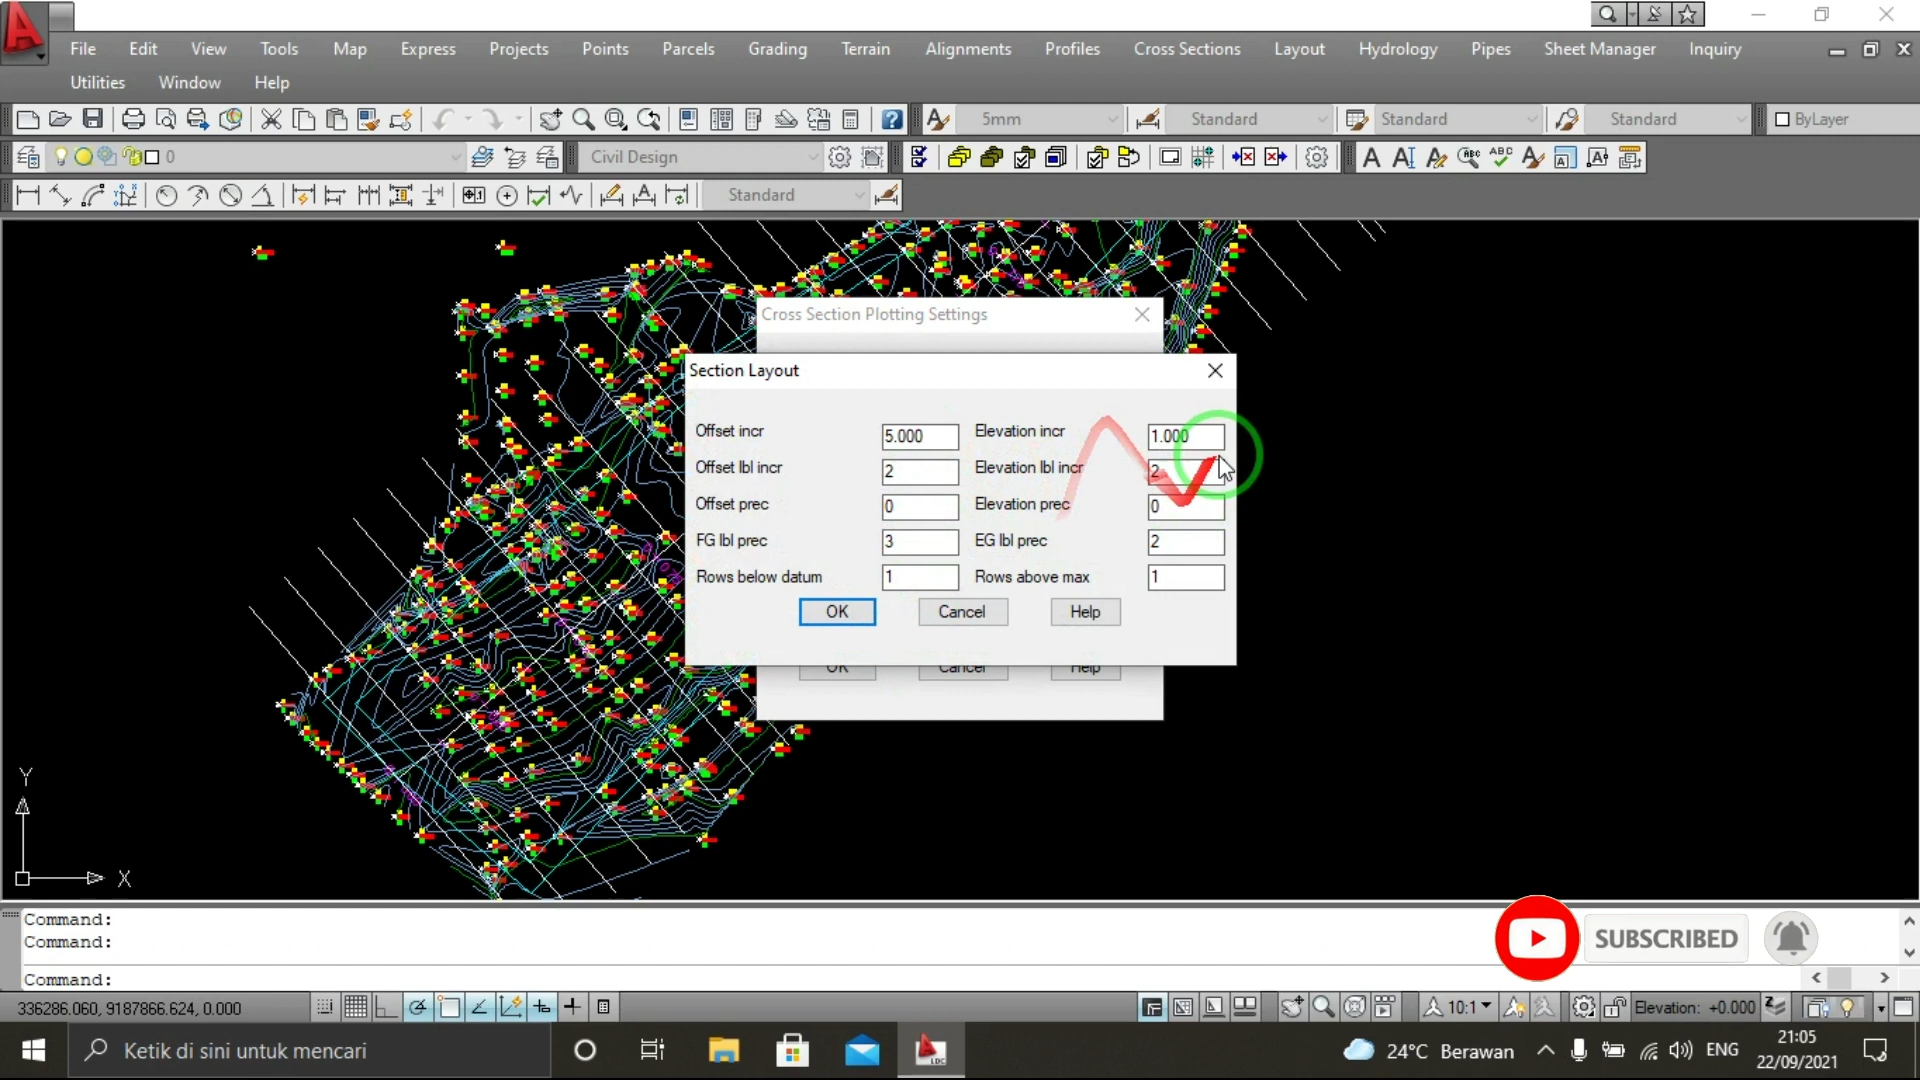 File Edit View Tools Map Express Projects Points Parcels Grading Terrain Alignments Profiles Cross Sections Layout Hydrology Pipes Sheet Manager Inquiry
Utilities Window Help
5mm Standard Standard Standard ByLayer
0 Civil Design
Standard
Cross Section Plotting Settings
Section Layout
Offset incr 5.000 Elevation incr 1.000
Offset lbl incr 2 Elevation lbl incr 2
Offset prec 0 Elevation prec 0
FG lbl prec 3 EG lbl prec 2
Rows below datum 1 Rows above max 1
OK Cancel Help
OK Cancel Help
Y
X
Command:
Command:
Command:
SUBSCRIBED
336286.060, 9187866.624, 0.000 10:1 Elevation: +0.000
Ketik di sini untuk mencari
24°C Berawan ENG
21:05
22/09/2021